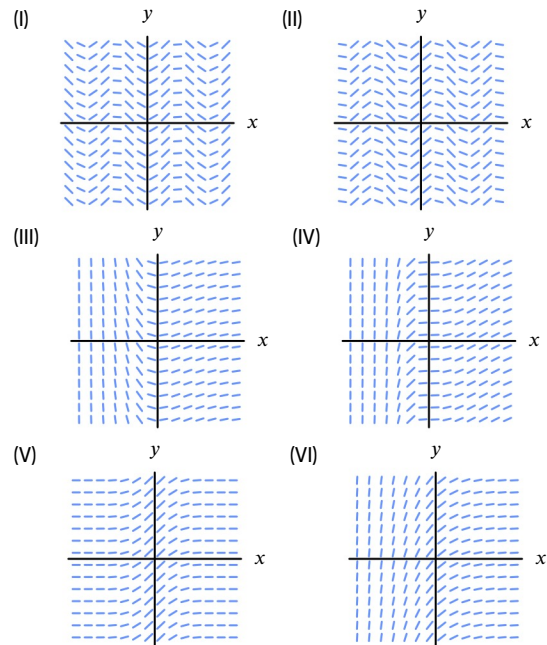 (I) y (II) y
x x
(III) y (IV) y
x x
(V) y (VI) y
x x